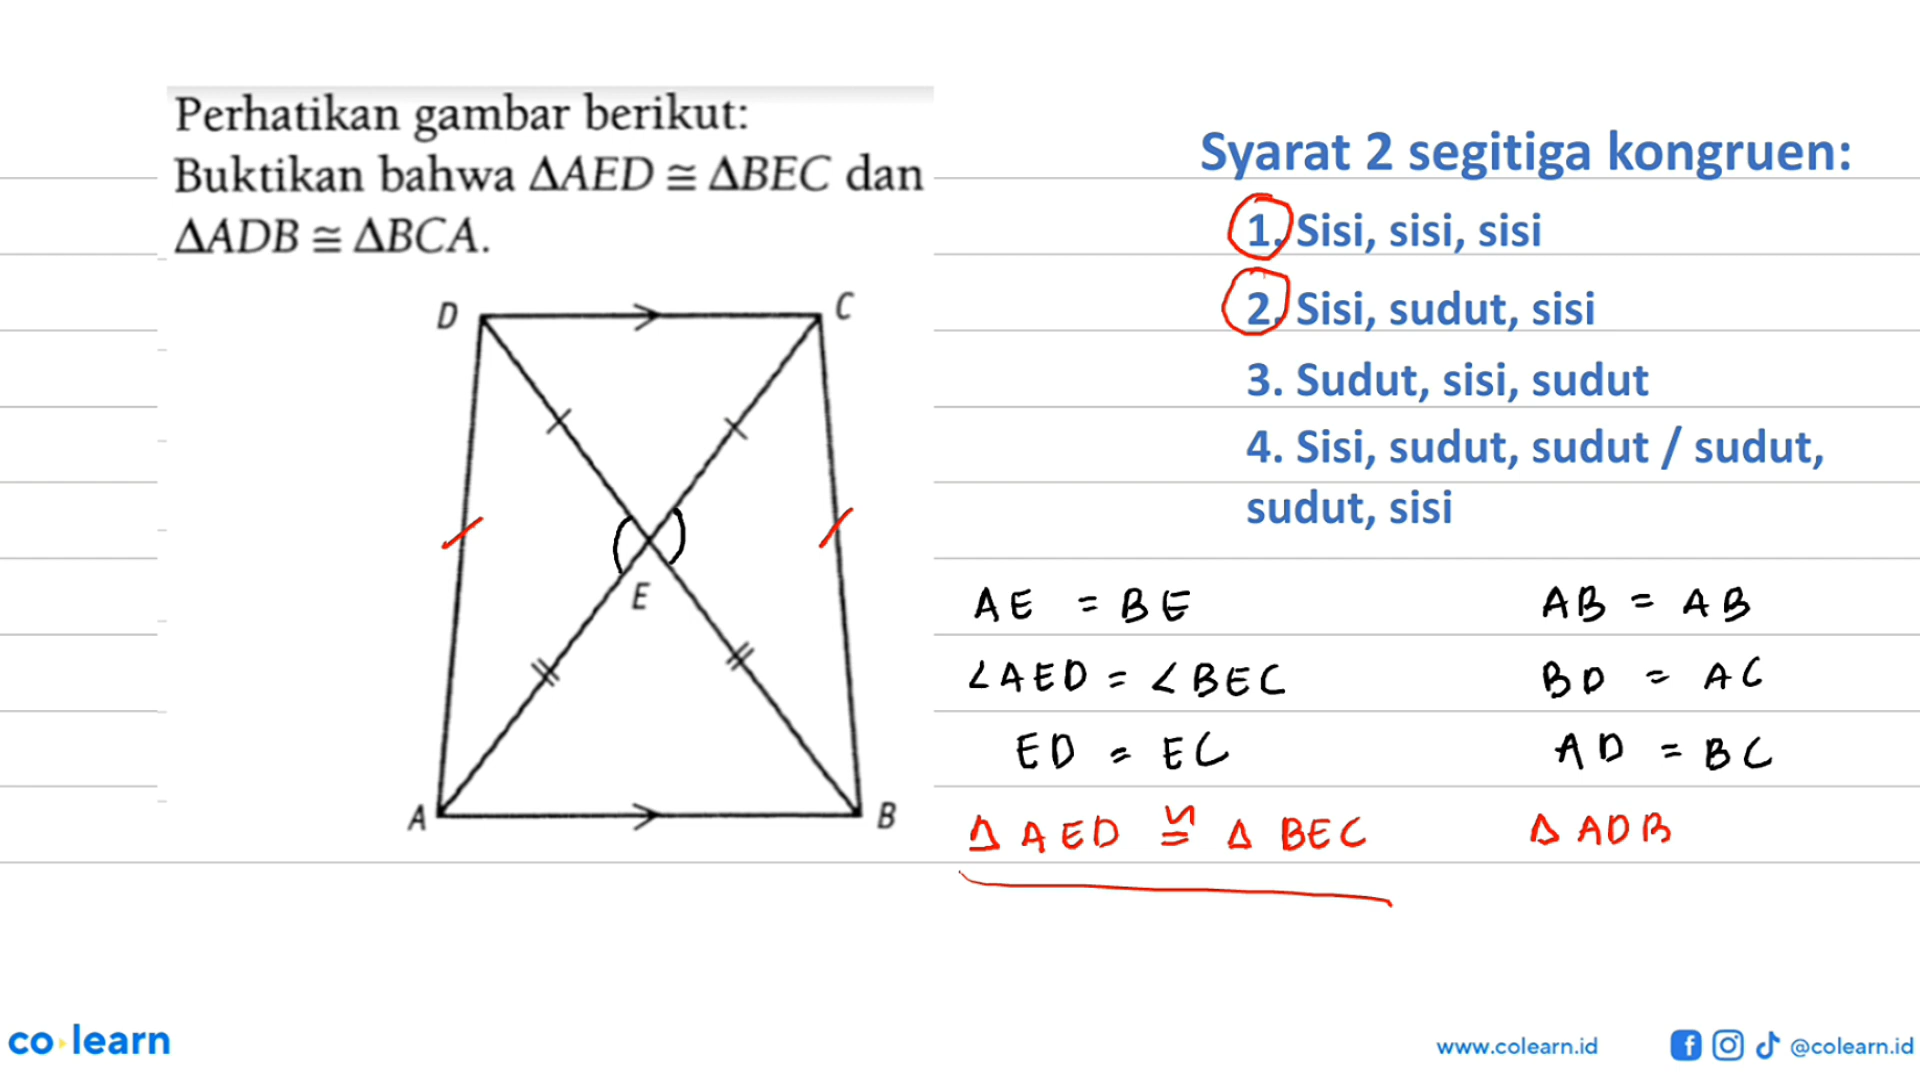 Perhatikan gambar berikut:
Buktikan bahwa ΔAED ≅ ΔBEC dan
ΔADB ≅ ΔBCA.
D
C
E
A
B
Syarat 2 segitiga kongruen:
1. Sisi, sisi, sisi
2. Sisi, sudut, sisi
3. Sudut, sisi, sudut
4. Sisi, sudut, sudut / sudut,
sudut, sisi
AE = BE
∠AED = ∠BEC
ED = EC
Δ AED ≅ Δ BEC
AB = AB
BD = AC
AD = BC
Δ ADB
co learn
www.colearn.id
@colearn.id